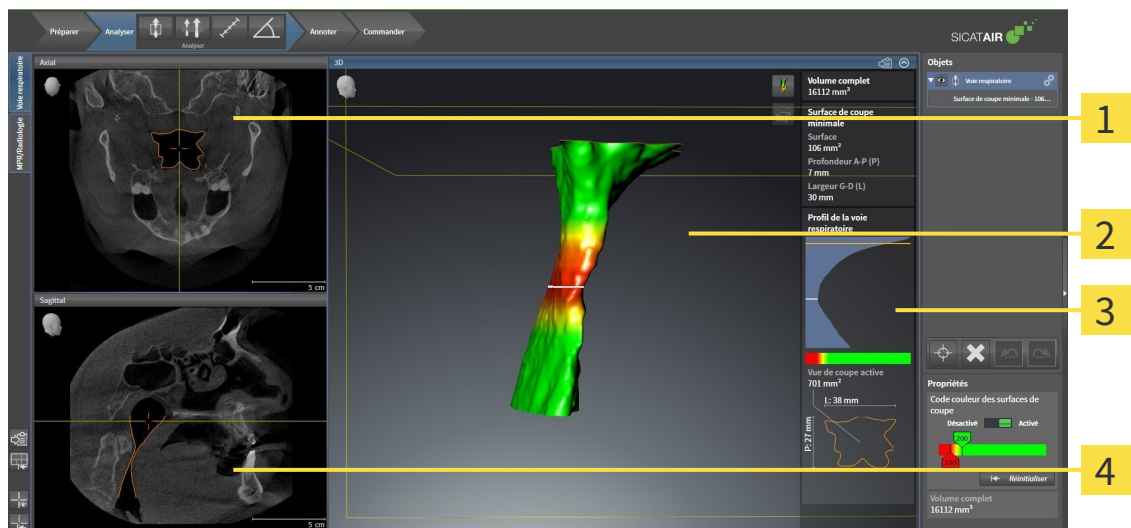 Préparer
Analyser
Analyser
Annoter
Commander
SICATAIR
Voie respiratoire
MPR/Radiologie
Axial
5 cm
Sagittal
5 cm
3D
Volume complet
16112 mm³
Surface de coupe
minimale
Surface
106 mm²
Profondeur A-P (P)
7 mm
Largeur G-D (L)
30 mm
Profil de la voie
respiratoire
Vue de coupe active
701 mm²
L: 38 mm
P: 27 mm
Objets
Voie respiratoire
Surface de coupe minimale - 106...
Propriétés
Code couleur des surfaces de
coupe
Désactivé
Activé
200
100
Réinitialiser
Volume complet
16112 mm³
1
2
3
4